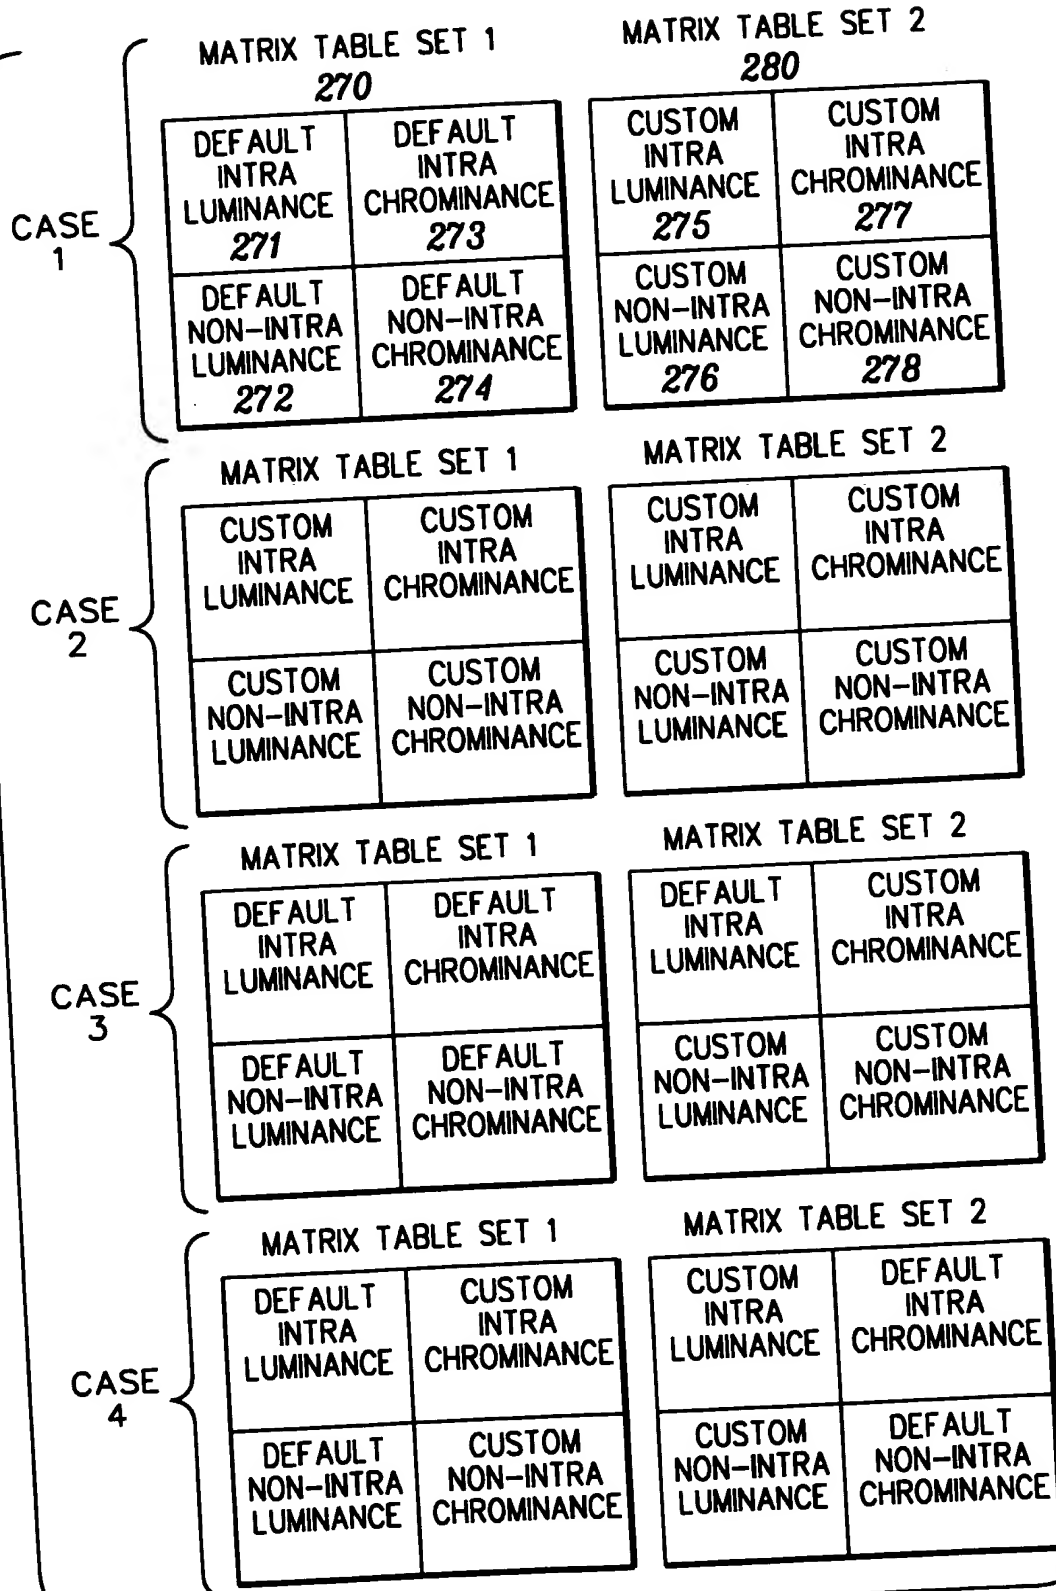 MATRIX TABLE SET 1
270
MATRIX TABLE SET 2
280
CASE
1
DEFAULT
INTRA
LUMINANCE
271
DEFAULT
INTRA
CHROMINANCE
273
DEFAULT
NON-INTRA
LUMINANCE
272
DEFAULT
NON-INTRA
CHROMINANCE
274
CUSTOM
INTRA
LUMINANCE
275
CUSTOM
INTRA
CHROMINANCE
277
CUSTOM
NON-INTRA
LUMINANCE
276
CUSTOM
NON-INTRA
CHROMINANCE
278
MATRIX TABLE SET 1
MATRIX TABLE SET 2
CASE
2
CUSTOM
INTRA
LUMINANCE
CUSTOM
INTRA
CHROMINANCE
CUSTOM
NON-INTRA
LUMINANCE
CUSTOM
NON-INTRA
CHROMINANCE
CUSTOM
INTRA
LUMINANCE
CUSTOM
INTRA
CHROMINANCE
CUSTOM
NON-INTRA
LUMINANCE
CUSTOM
NON-INTRA
CHROMINANCE
MATRIX TABLE SET 1
MATRIX TABLE SET 2
CASE
3
DEFAULT
INTRA
LUMINANCE
DEFAULT
INTRA
CHROMINANCE
DEFAULT
NON-INTRA
LUMINANCE
DEFAULT
NON-INTRA
CHROMINANCE
DEFAULT
INTRA
LUMINANCE
CUSTOM
INTRA
CHROMINANCE
CUSTOM
NON-INTRA
LUMINANCE
CUSTOM
NON-INTRA
CHROMINANCE
MATRIX TABLE SET 1
MATRIX TABLE SET 2
CASE
4
DEFAULT
INTRA
LUMINANCE
CUSTOM
INTRA
CHROMINANCE
DEFAULT
NON-INTRA
LUMINANCE
CUSTOM
NON-INTRA
CHROMINANCE
CUSTOM
INTRA
LUMINANCE
DEFAULT
INTRA
CHROMINANCE
CUSTOM
NON-INTRA
LUMINANCE
DEFAULT
NON-INTRA
CHROMINANCE